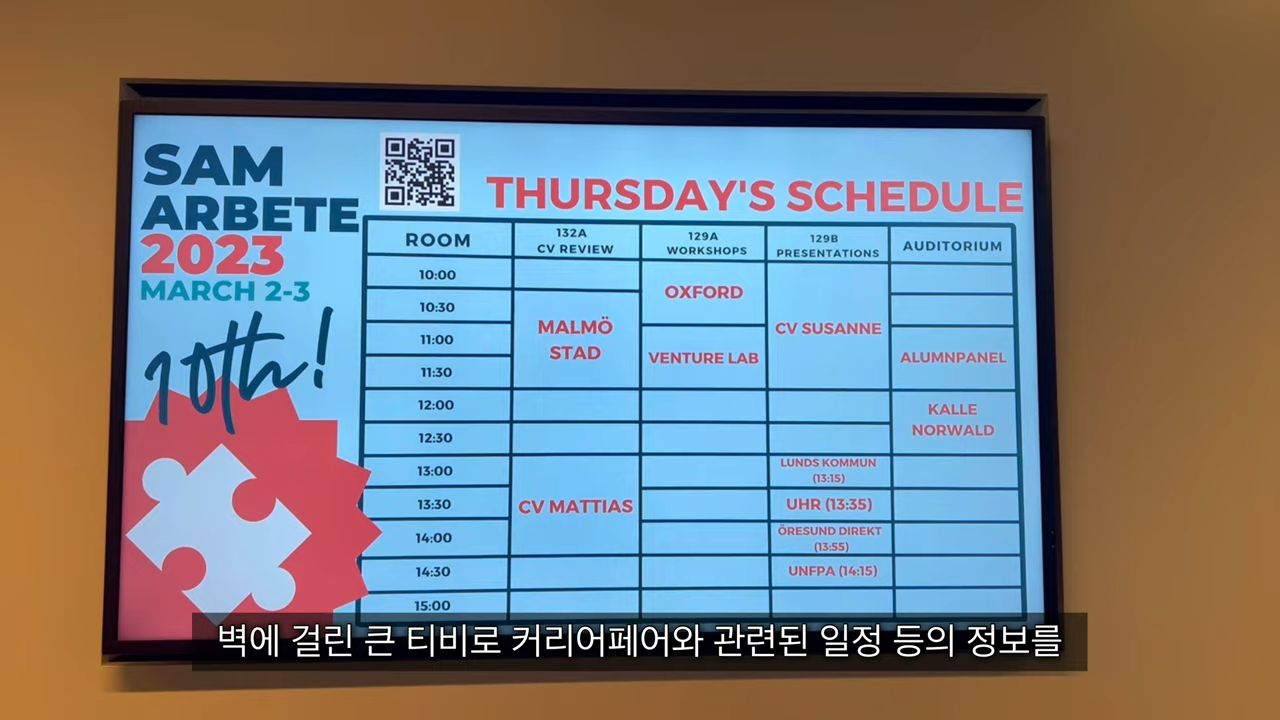 SAM
ARBETE
2023
MARCH 2-3
10th!
THURSDAY'S SCHEDULE
ROOM
132A
CV REVIEW
129A
WORKSHOPS
129B
PRESENTATIONS
AUDITORIUM
10:00
OXFORD
10:30
MALMÖ
STAD
CV SUSANNE
11:00
VENTURE LAB
ALUMNPANEL
11:30
12:00
KALLE
NORWALD
12:30
13:00
LUNDS KOMMUN
(13:15)
13:30
CV MATTIAS
UHR (13:35)
14:00
ÖRESUND DIREKT
(13:55)
14:30
UNFPA (14:15)
15:00
벽에 걸린 큰 티비로 커리어페어와 관련된 일정 등의 정보를